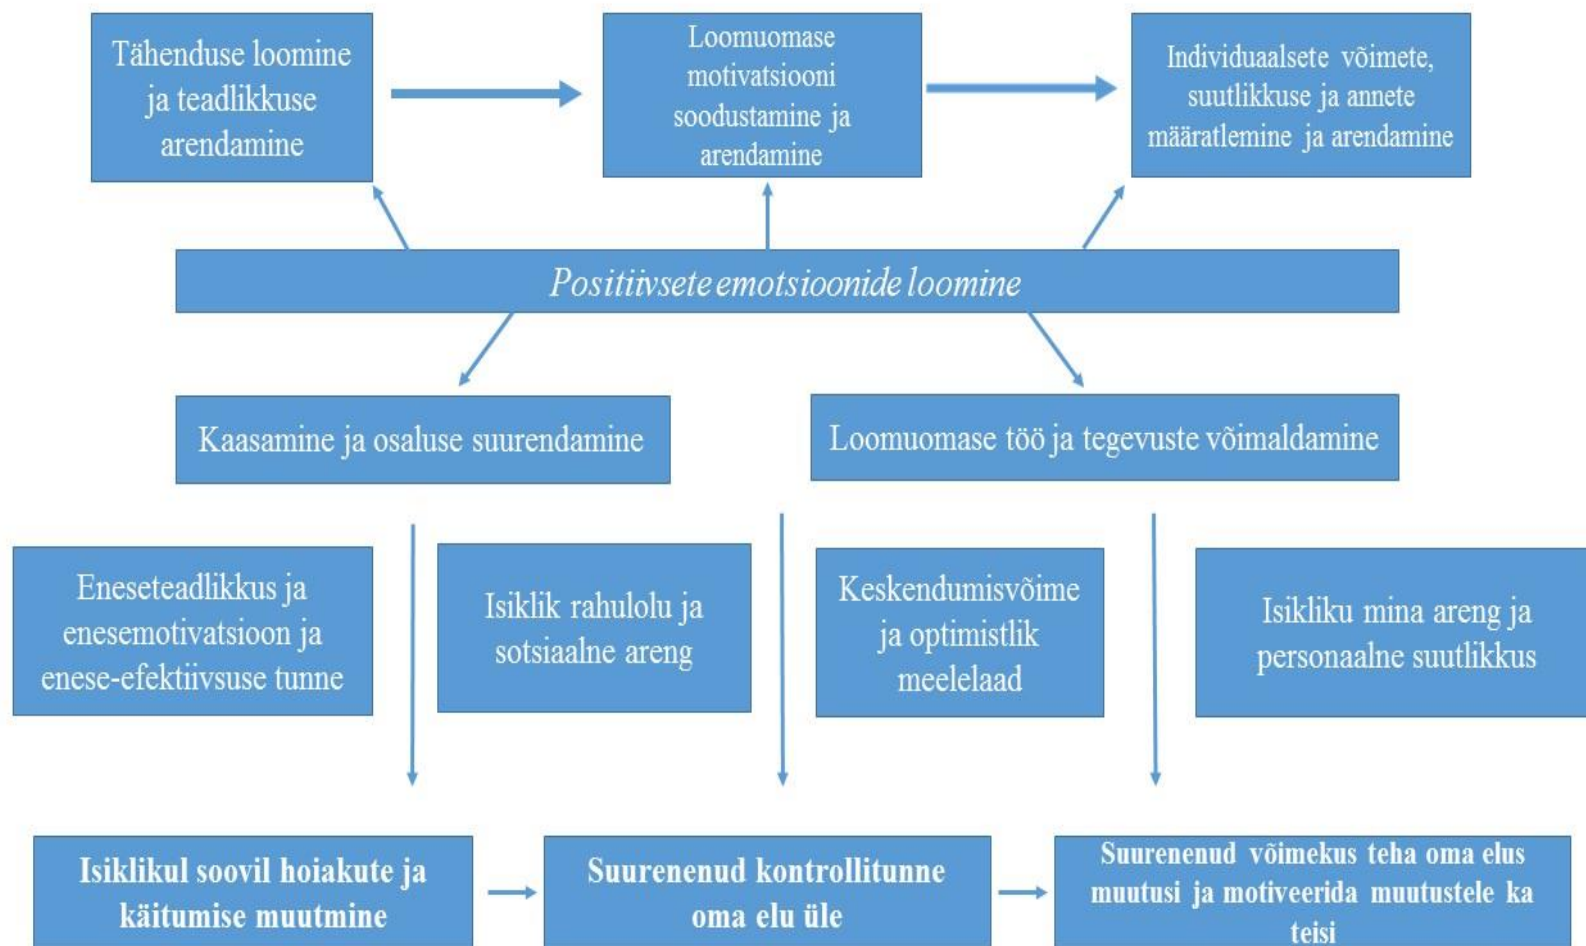 Tähenduse loomine
ja teadlikkuse
arendamine
Loomuomase
motivatsiooni
soodustamine ja
arendamine
Individuaalsete võimete,
suutlikkuse ja annete
määratlemine ja arendamine
Positiivsete emotsioonide loomine
Kaasamine ja osaluse suurendamine
Loomuomase töö ja tegevuste võimaldamine
Eneseteadlikkus ja
enesemotivatsioon ja
enese-efektiivsuse tunne
Isiklik rahulolu ja
sotsiaalne areng
Keskendumisvõime
ja optimistlik
meelelaad
Isikliku mina areng ja
personaalne suutlikkus
Isiklikul soovil hoiakute ja
käitumise muutmine
Suurenenud kontrollitunne
oma elu üle
Suurenenud võimekus teha oma elus
muutusi ja motiveerida muutustele ka
teisi